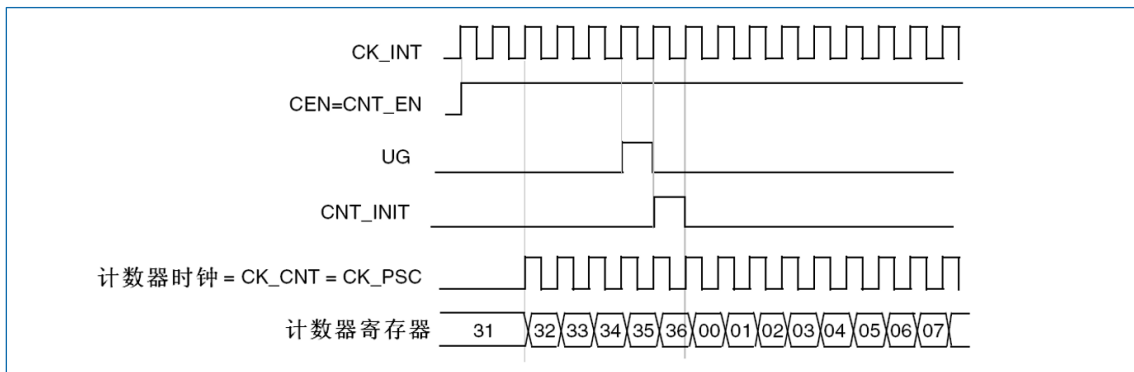 CK_INT
CEN=CNT_EN
UG
CNT_INIT
计数器时钟 = CK_CNT = CK_PSC
计数器寄存器 31 32 33 34 35 36 00 01 02 03 04 05 06 07